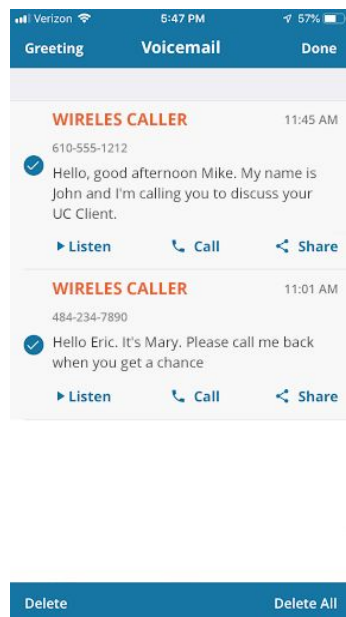 Verizon 5:47 PM 57%
Greeting Voicemail Done
WIRELES CALLER 11:45 AM
610-555-1212
Hello, good afternoon Mike. My name is
John and I'm calling you to discuss your
UC Client.
Listen Call Share
WIRELES CALLER 11:01 AM
484-234-7890
Hello Eric. It's Mary. Please call me back
when you get a chance
Listen Call Share
Delete Delete All